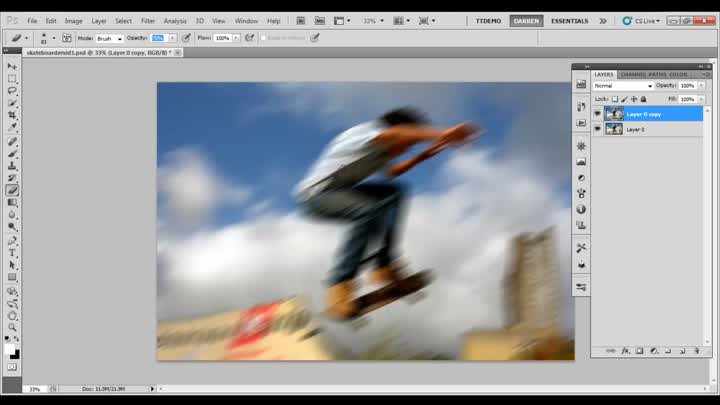 Ps File Edit Image Layer Select Filter Analysis 3D View Window Help 33% TTDEMO DARREN ESSENTIALS CS Live
Mode: Brush Opacity: Flow: 100%
skateboardervid1.psd @ 33% (Layer 0 copy, RGB/8) *
LAYERS CHANNEL PATHS COLOR
Normal Opacity: 100%
Lock: Fill: 100%
Layer 0 copy
Layer 0
33% Doc: 11.0M/21.9M